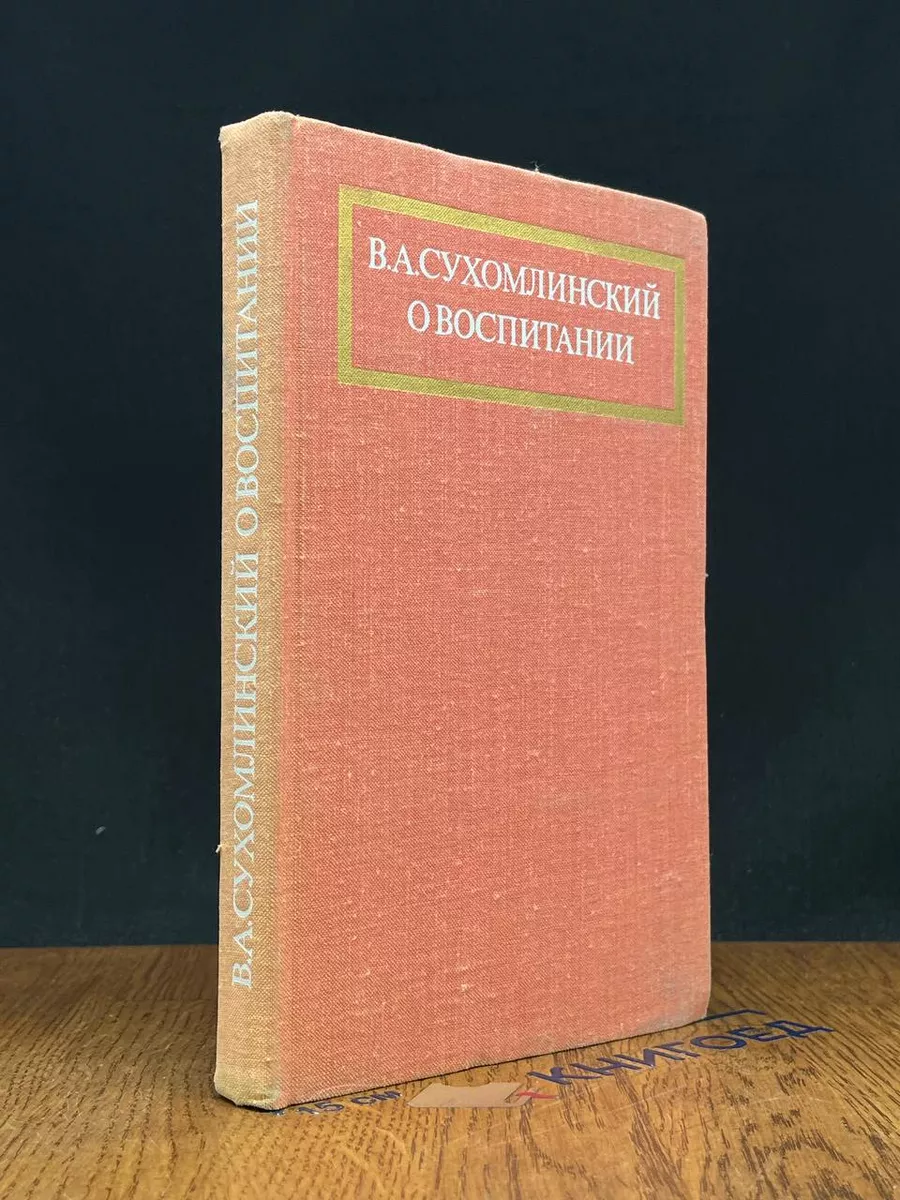 В.А.СУХОМЛИНСКИЙ
О ВОСПИТАНИИ
В.А.СУХОМЛИНСКИЙ О ВОСПИТАНИИ
15 см
КНИГОЕД